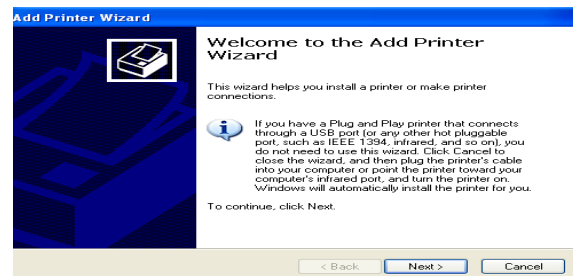 Add Printer Wizard
Welcome to the Add Printer
Wizard
This wizard helps you install a printer or make printer
connections.
If you have a Plug and Play printer that connects
through a USB port (or any other hot pluggable
port, such as IEEE 1394, infrared, and so on), you
do not need to use this wizard. Click Cancel to
close the wizard, and then plug the printer's cable
into your computer or point the printer toward your
computer's infrared port, and turn the printer on.
Windows will automatically install the printer for you.
To continue, click Next.
< Back Next > Cancel